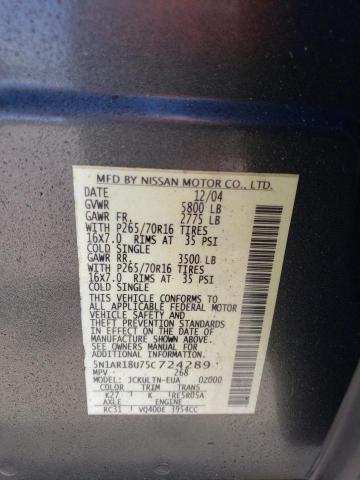 MFD BY NISSAN MOTOR CO., LTD.
DATE 12/04
GVWR 5800 LB
GAWR FR. 2775 LB
WITH P265/70R16 TIRES
16X7.0 RIMS AT 35 PSI
COLD SINGLE
GAWR RR. 3500 LB
WITH P265/70R16 TIRES
16X7.0 RIMS AT 35 PSI
COLD SINGLE
THIS VEHICLE CONFORMS TO
ALL APPLICABLE FEDERAL MOTOR
VEHICLE SAFETY AND
THEFT PREVENTION STANDARDS
IN EFFECT ON THE DATE OF
MANUFACTURE SHOWN ABOVE.
ADDITIONAL INFORMATION:
5N1AR18U75C724289
MPV 268
MODEL: JCKULTN-EUA 0Z000
COLOR TRIM TRANS
K27 K RE5R05A
AXLE ENGINE
RC31 VQ40DE 3954CC